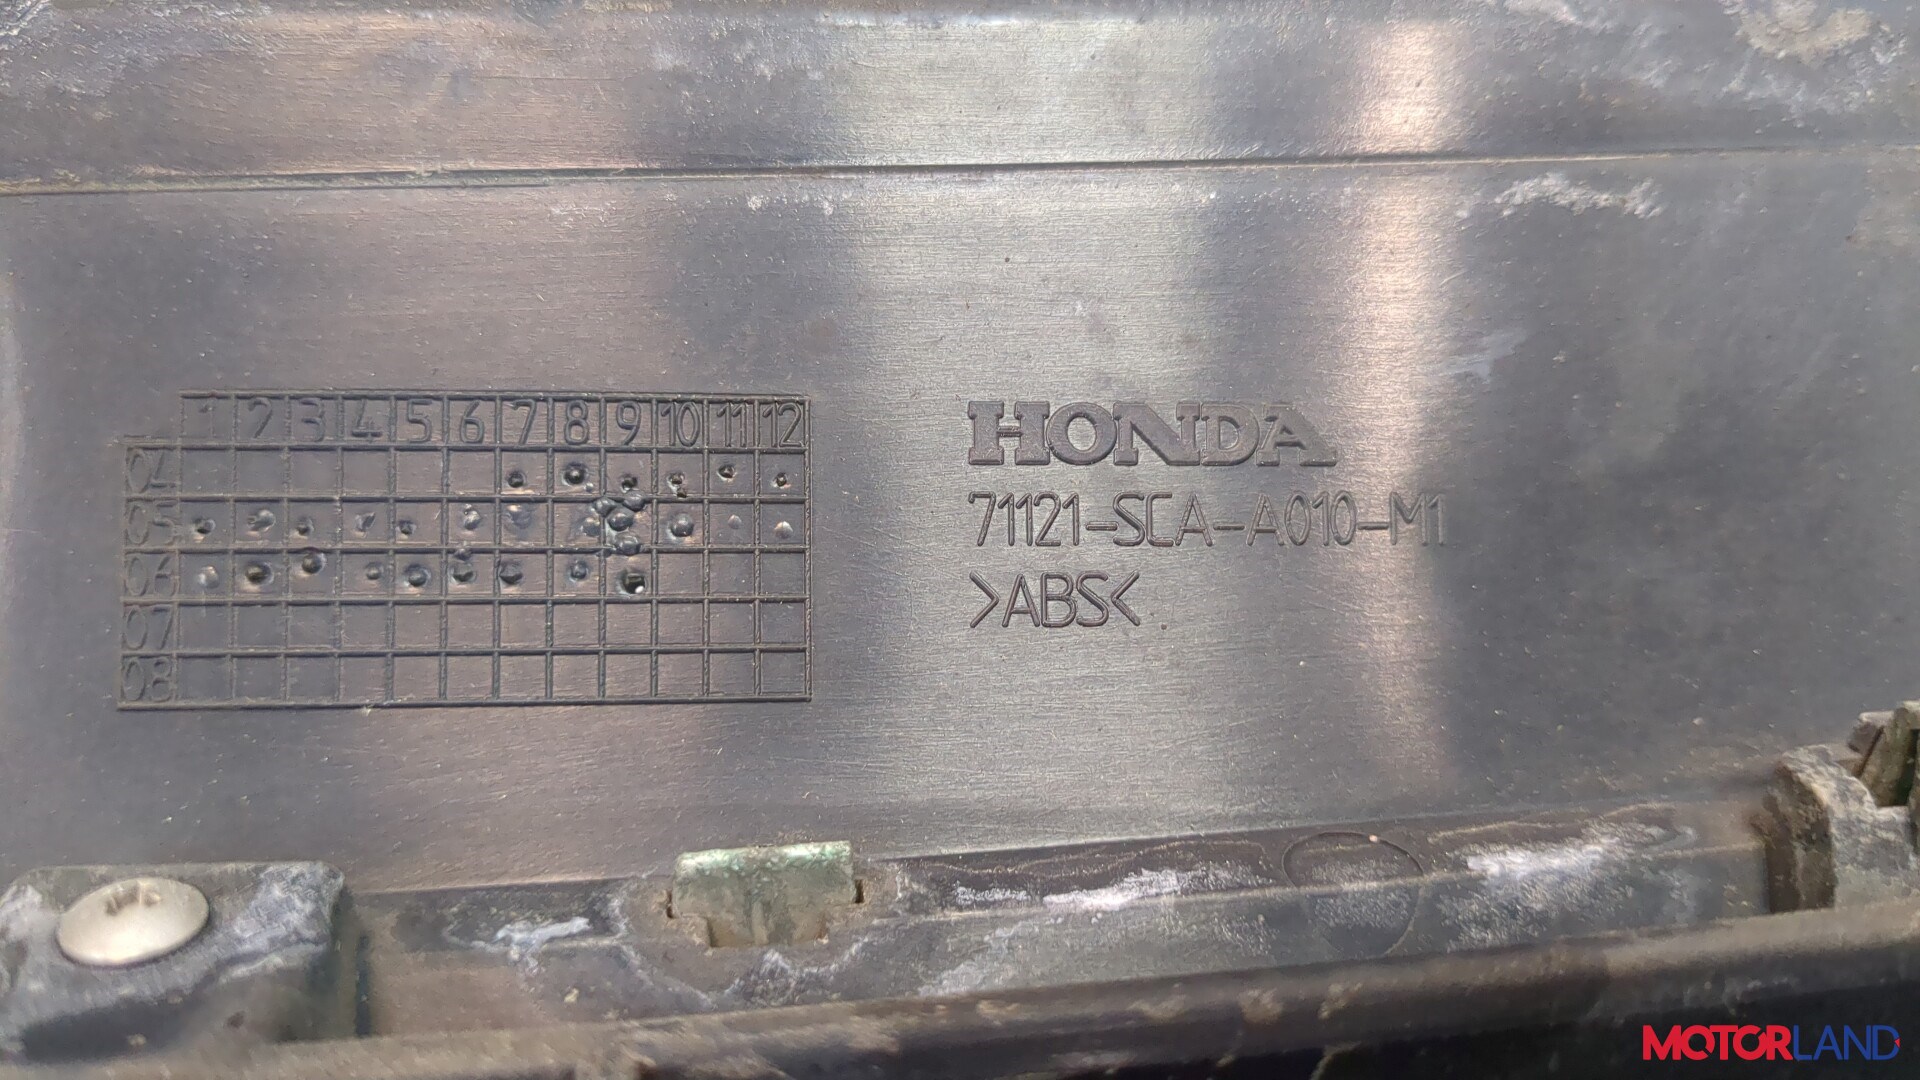 1 2 3 4 5 6 7 8 9 10 11 12
04
05
06
07
08
HONDA
71121-SCA-A010-M1
>ABS<
MOTORLAND